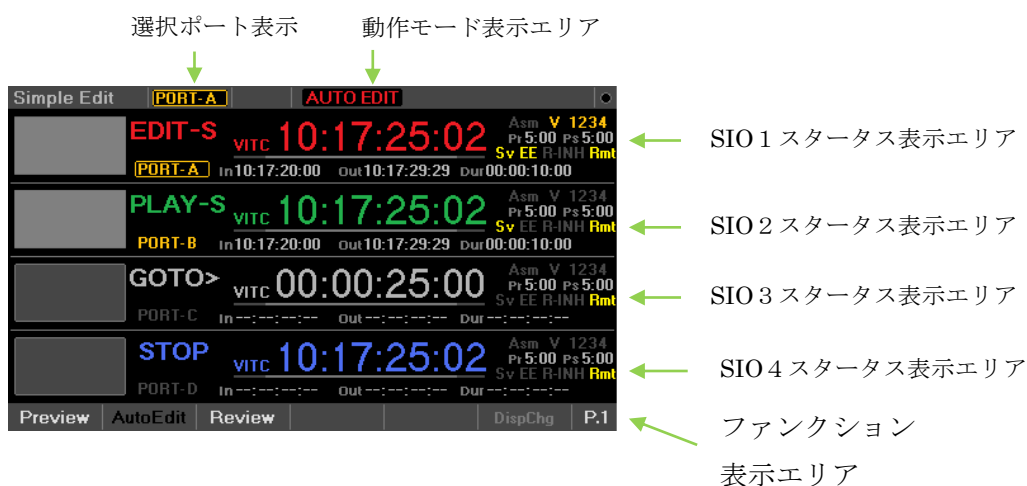 選択ポート表示 動作モード表示エリア
Simple Edit PORT-A AUTO EDIT
EDIT-S VITC 10:17:25:02 Asm V 1234
Pr 5:00 Ps 5:00
Sv EE R-INH Rmt
PORT-A In 10:17:20:00 Out 10:17:29:29 Dur 00:00:10:00
SIO１スタータス表示エリア
PLAY-S VITC 10:17:25:02 Asm V 1234
Pr 5:00 Ps 5:00
Sv EE R-INH Rmt
PORT-B In 10:17:20:00 Out 10:17:29:29 Dur 00:00:10:00
SIO２スタータス表示エリア
GOTO> VITC 00:00:25:00 Asm V 1234
Pr 5:00 Ps 5:00
Sv EE R-INH Rmt
PORT-C In --:--:--:-- Out --:--:--:-- Dur --:--:--:--
SIO３スタータス表示エリア
STOP VITC 10:17:25:02 Asm V 1234
Pr 5:00 Ps 5:00
Sv EE R-INH Rmt
PORT-D In --:--:--:-- Out --:--:--:-- Dur --:--:--:--
SIO４スタータス表示エリア
Preview AutoEdit Review DispChg P.1
ファンクション
表示エリア